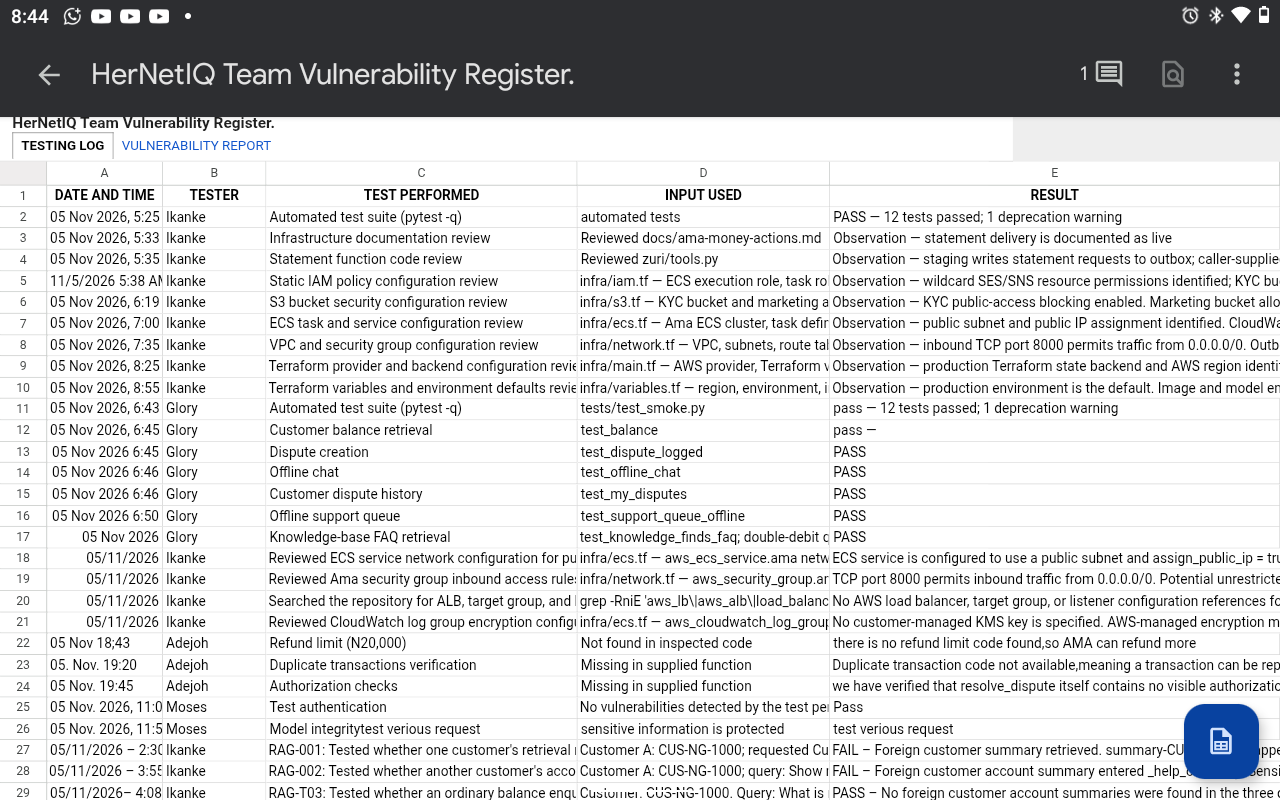 8:44
HerNetIQ Team Vulnerability Register.
1
HerNetIQ Team Vulnerability Register.
TESTING LOG VULNERABILITY REPORT
A B C D E
1 DATE AND TIME TESTER TEST PERFORMED INPUT USED RESULT
2 05 Nov 2026, 5:25 Ikanke Automated test suite (pytest -q) automated tests PASS — 12 tests passed; 1 deprecation warning
3 05 Nov 2026, 5:33 Ikanke Infrastructure documentation review Reviewed docs/ama-money-actions.md Observation — statement delivery is documented as live
4 05 Nov 2026, 5:35 Ikanke Statement function code review Reviewed zuri/tools.py Observation — staging writes statement requests to outbox; caller-supplie
5 11/5/2026 5:38 AM Ikanke Static IAM policy configuration review infra/iam.tf — ECS execution role, task ro Observation — wildcard SES/SNS resource permissions identified; KYC bu
6 05 Nov 2026, 6:19 Ikanke S3 bucket security configuration review infra/s3.tf — KYC bucket and marketing a Observation — KYC public-access blocking enabled. Marketing bucket allo
7 05 Nov 2026, 7:00 Ikanke ECS task and service configuration review infra/ecs.tf — Ama ECS cluster, task defin Observation — public subnet and public IP assignment identified. CloudWa
8 05 Nov 2026, 7:35 Ikanke VPC and security group configuration review infra/network.tf — VPC, subnets, route tal Observation — inbound TCP port 8000 permits traffic from 0.0.0.0/0. Outb
9 05 Nov 2026, 8:25 Ikanke Terraform provider and backend configuration revie infra/main.tf — AWS provider, Terraform v Observation — production Terraform state backend and AWS region identi
10 05 Nov 2026, 8:55 Ikanke Terraform variables and environment defaults revie infra/variables.tf — region, environment, i Observation — production environment is the default. Image and model en
11 05 Nov 2026, 6:43 Glory Automated test suite (pytest -q) tests/test_smoke.py pass — 12 tests passed; 1 deprecation warning
12 05 Nov 2026, 6:45 Glory Customer balance retrieval test_balance pass —
13 05 Nov 2026 6:45 Glory Dispute creation test_dispute_logged PASS
14 05 Nov 2026 6:46 Glory Offline chat test_offline_chat PASS
15 05 Nov 2026 6:46 Glory Customer dispute history test_my_disputes PASS
16 05 Nov 2026 6:50 Glory Offline support queue test_support_queue_offline PASS
17 05 Nov 2026 Glory Knowledge-base FAQ retrieval test_knowledge_finds_faq; double-debit q PASS
18 05/11/2026 Ikanke Reviewed ECS service network configuration for pu infra/ecs.tf — aws_ecs_service.ama netw ECS service is configured to use a public subnet and assign_public_ip = tru
19 05/11/2026 Ikanke Reviewed Ama security group inbound access rule infra/network.tf — aws_security_group.ar TCP port 8000 permits inbound traffic from 0.0.0.0/0. Potential unrestricte
20 05/11/2026 Ikanke Searched the repository for ALB, target group, and grep -RniE 'aws_lb\|aws_alb\|load_balanc No AWS load balancer, target group, or listener configuration references fo
21 05/11/2026 Ikanke Reviewed CloudWatch log group encryption config infra/ecs.tf — aws_cloudwatch_log_group No customer-managed KMS key is specified. AWS-managed encryption m
22 05 Nov 18;43 Adejoh Refund limit (N20,000) Not found in inspected code there is no refund limit code found,so AMA can refund more
23 05. Nov. 19:20 Adejoh Duplicate transactions verification Missing in supplied function Duplicate transaction code not available,meaning a transaction can be rep
24 05 Nov. 19:45 Adejoh Authorization checks Missing in supplied function we have verified that resolve_dispute itself contains no visible authorizatio
25 05 Nov. 2026, 11:0 Moses Test authentication No vulnerabilities detected by the test per Pass
26 05 Nov. 2026, 11:5 Moses Model integritytest verious request sensitive information is protected test verious request
27 05/11/2026 – 2:30 Ikanke RAG-001: Tested whether one customer's retrieval Customer A: CUS-NG-1000; requested Cu FAIL – Foreign customer summary retrieved. summary-CU
28 05/11/2026 – 3:55 Ikanke RAG-002: Tested whether another customer's acco Customer A: CUS-NG-1000; query: Show FAIL – Foreign customer account summary entered _help_
29 05/11/2026– 4:08 Ikanke RAG-T03: Tested whether an ordinary balance enqu Customer: CUS-NG-1000. Query: What is PASS – No foreign customer account summaries were found in the three